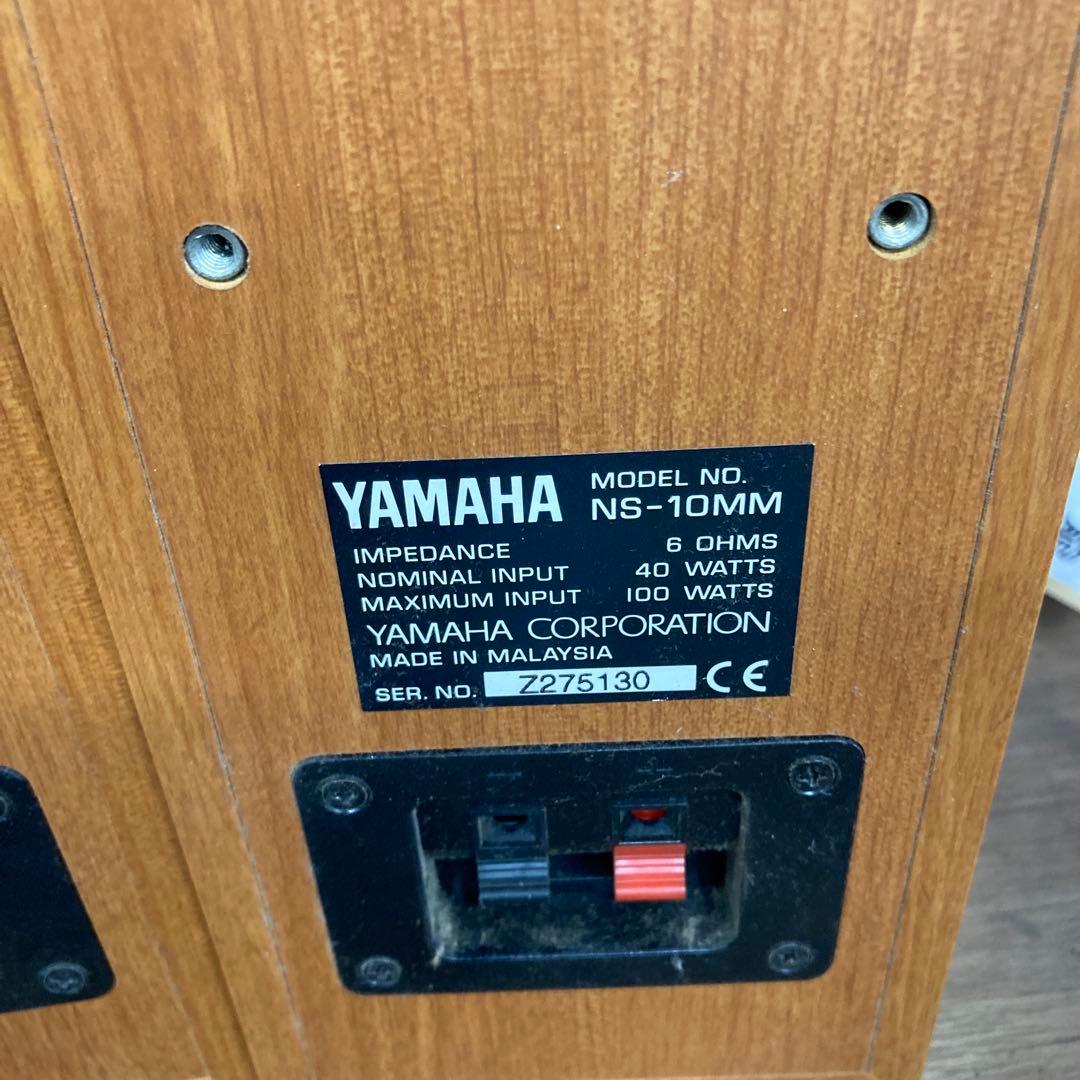 YAMAHA MODEL NO.
NS-10MM
IMPEDANCE 6 OHMS
NOMINAL INPUT 40 WATTS
MAXIMUM INPUT 100 WATTS
YAMAHA CORPORATION
MADE IN MALAYSIA
SER. NO. Z275130 CE